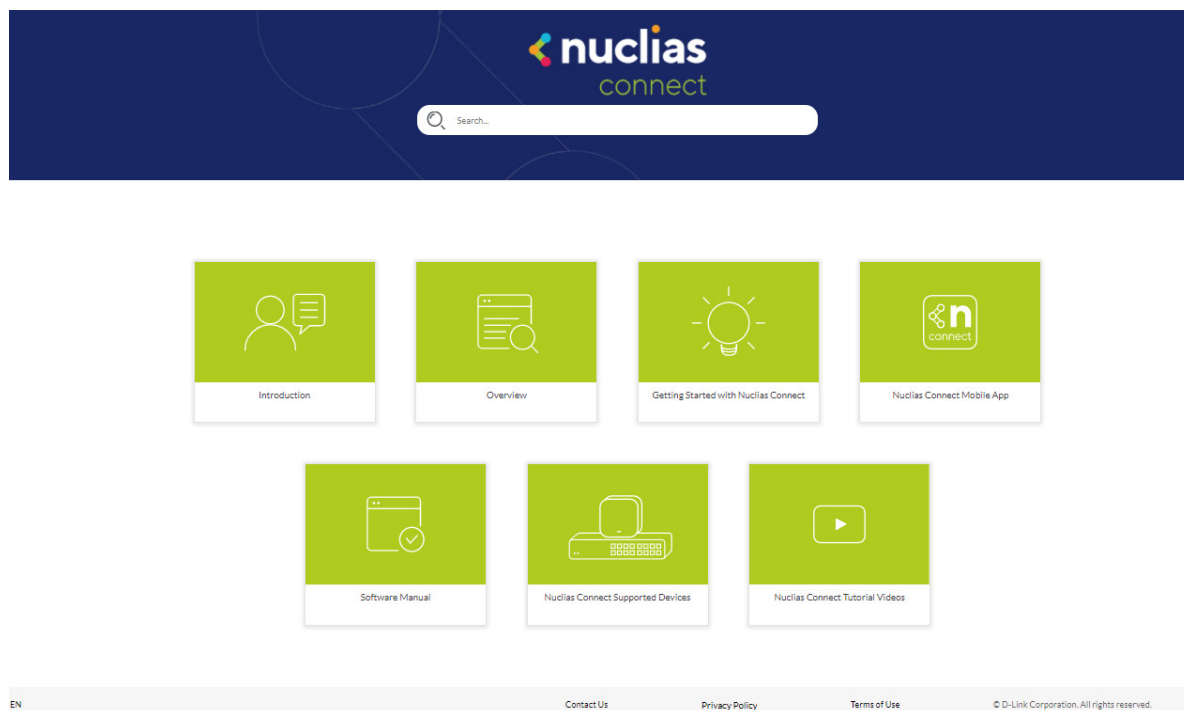 nuclias
connect
Search...
n
connect
Introduction
Overview
Getting Started with Nuclias Connect
Nuclias Connect Mobile App
Software Manual
Nuclias Connect Supported Devices
Nuclias Connect Tutorial Videos
EN
Contact Us
Privacy Policy
Terms of Use
© D-Link Corporation. All rights reserved.